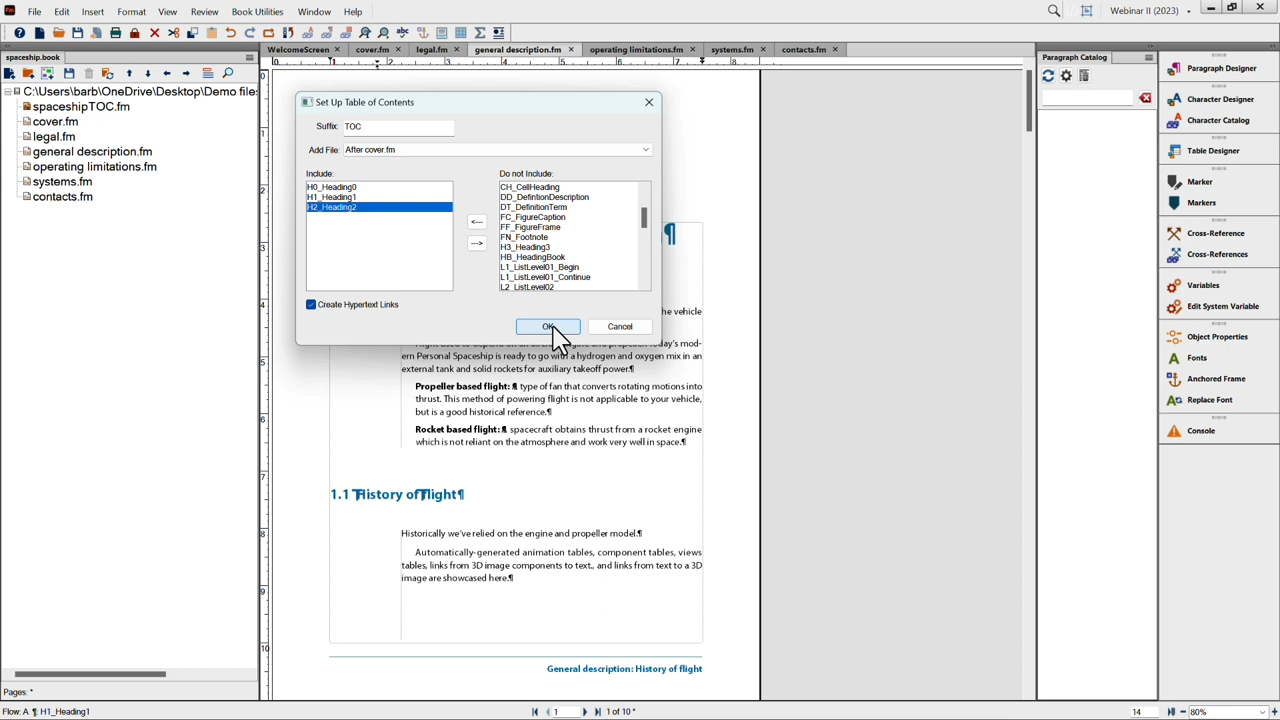 Fm File Edit Insert Format View Review Book Utilities Window Help Webinar II (2023)
WelcomeScreen × cover.fm × legal.fm × general description.fm × operating limitations.fm × systems.fm × contacts.fm ×
spaceship.book
C:\Users\barb\OneDrive\Desktop\Demo file
spaceshipTOC.fm
cover.fm
legal.fm
general description.fm
operating limitations.fm
systems.fm
contacts.fm
Pages: *
Set Up Table of Contents
Suffix: TOC
Add File: After cover.fm
Include:
H0_Heading0
H1_Heading1
H2_Heading2
<---
--->
Do not Include:
CH_CellHeading
DD_DefintionDescription
DT_DefinitionTerm
FC_FigureCaption
FF_FigureFrame
FN_Footnote
H3_Heading3
HB_HeadingBook
L1_ListLevel01_Begin
L1_ListLevel01_Continue
L2_ListLevel02
Create Hypertext Links
OK Cancel
he vehicle
ern Personal Spaceship is ready to go with a hydrogen and oxygen mix in an
external tank and solid rockets for auxiliary takeoff power.¶
Propeller based flight: A type of fan that converts rotating motions into
thrust. This method of powering flight is not applicable to your vehicle,
but is a good historical reference.¶
Rocket based flight: A spacecraft obtains thrust from a rocket engine
which is not reliant on the atmosphere and work very well in space.¶
1.1 History of flight¶
Historically we've relied on the engine and propeller model.¶
Automatically-generated animation tables, component tables, views
tables, links from 3D image components to text., and links from text to a 3D
image are showcased here.¶
General description: History of flight
Paragraph Catalog
Paragraph Designer
Character Designer
Character Catalog
Table Designer
Marker
Markers
Cross-Reference
Cross-References
Variables
Edit System Variable
Object Properties
Fonts
Anchored Frame
Replace Font
Console
Flow: A ¶: H1_Heading1 1 1 of 10 * 14 80%